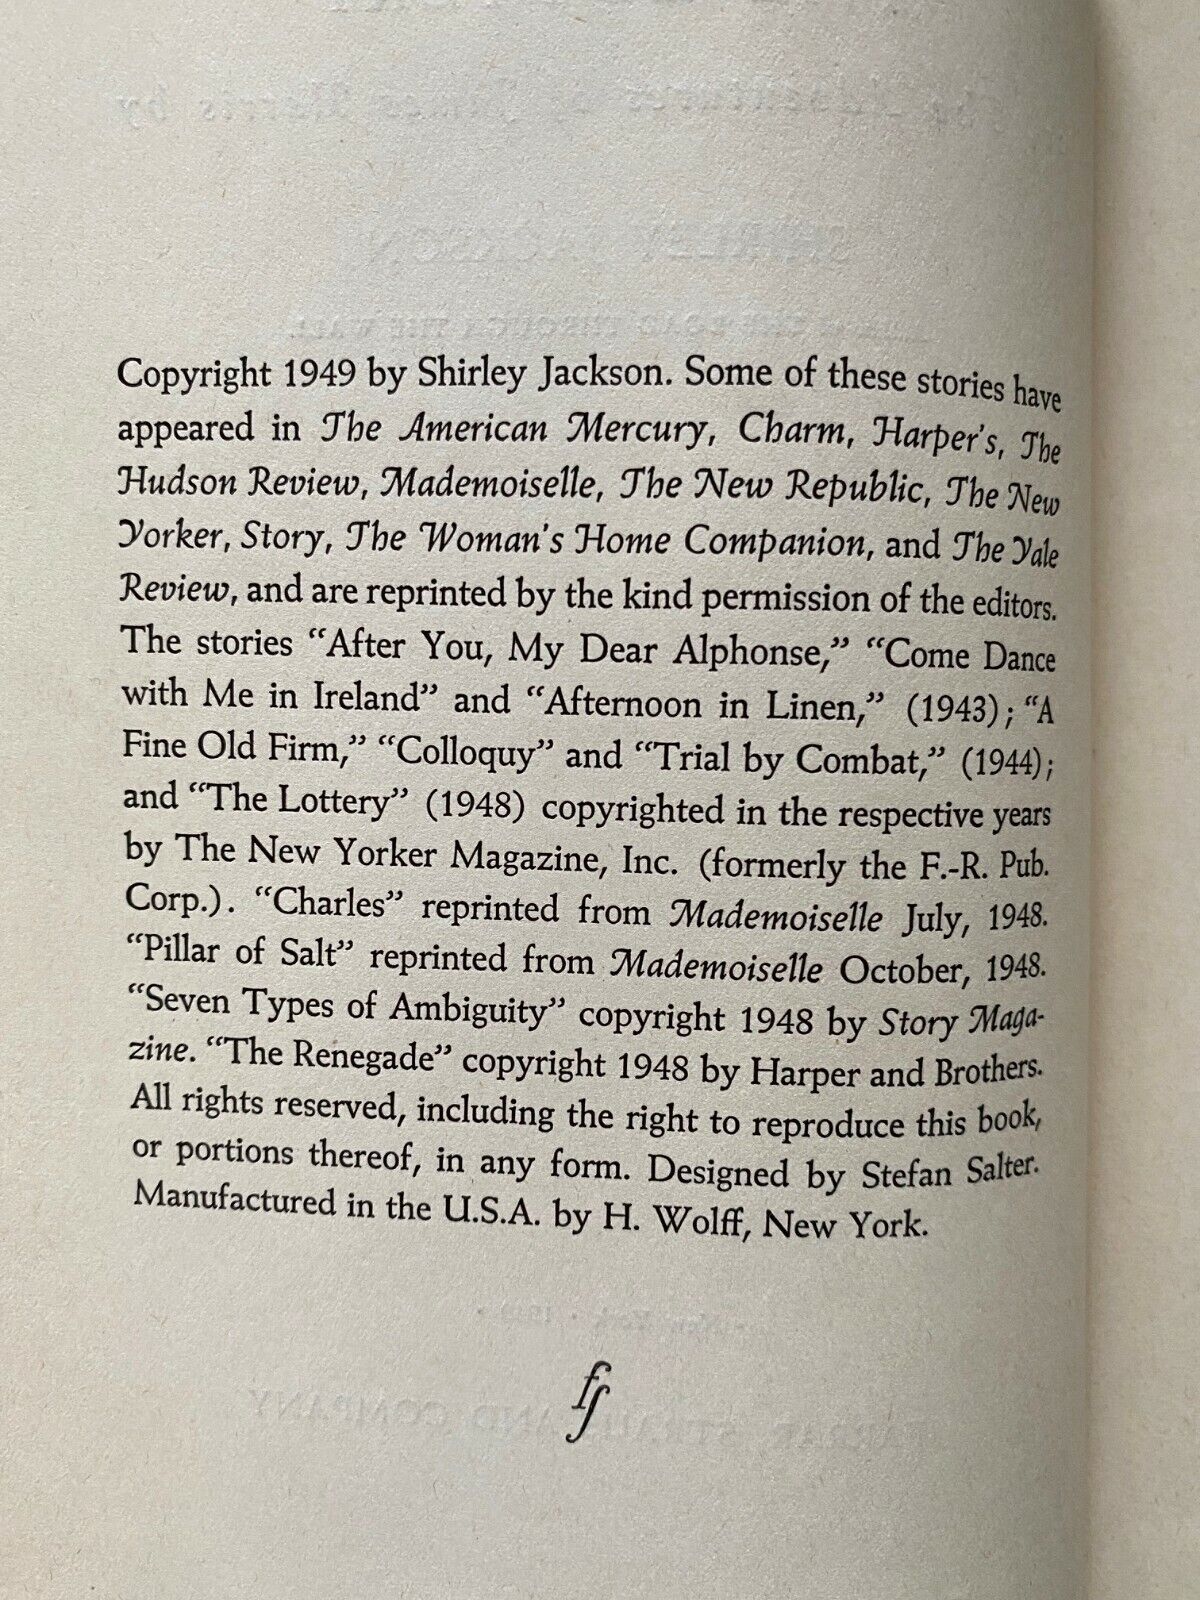 Copyright 1949 by Shirley Jackson. Some of these stories have
appeared in The American Mercury, Charm, Harper's, The
Hudson Review, Mademoiselle, The New Republic, The New
Yorker, Story, The Woman's Home Companion, and The Yale
Review, and are reprinted by the kind permission of the editors.
The stories “After You, My Dear Alphonse,” “Come Dance
with Me in Ireland” and “Afternoon in Linen,” (1943); “A
Fine Old Firm,” “Colloquy” and “Trial by Combat,” (1944);
and “The Lottery” (1948) copyrighted in the respective years
by The New Yorker Magazine, Inc. (formerly the F.-R. Pub.
Corp.). “Charles” reprinted from Mademoiselle July, 1948.
“Pillar of Salt” reprinted from Mademoiselle October, 1948.
“Seven Types of Ambiguity” copyright 1948 by Story Maga-
zine. “The Renegade” copyright 1948 by Harper and Brothers.
All rights reserved, including the right to reproduce this book,
or portions thereof, in any form. Designed by Stefan Salter.
Manufactured in the U.S.A. by H. Wolff, New York.
fs